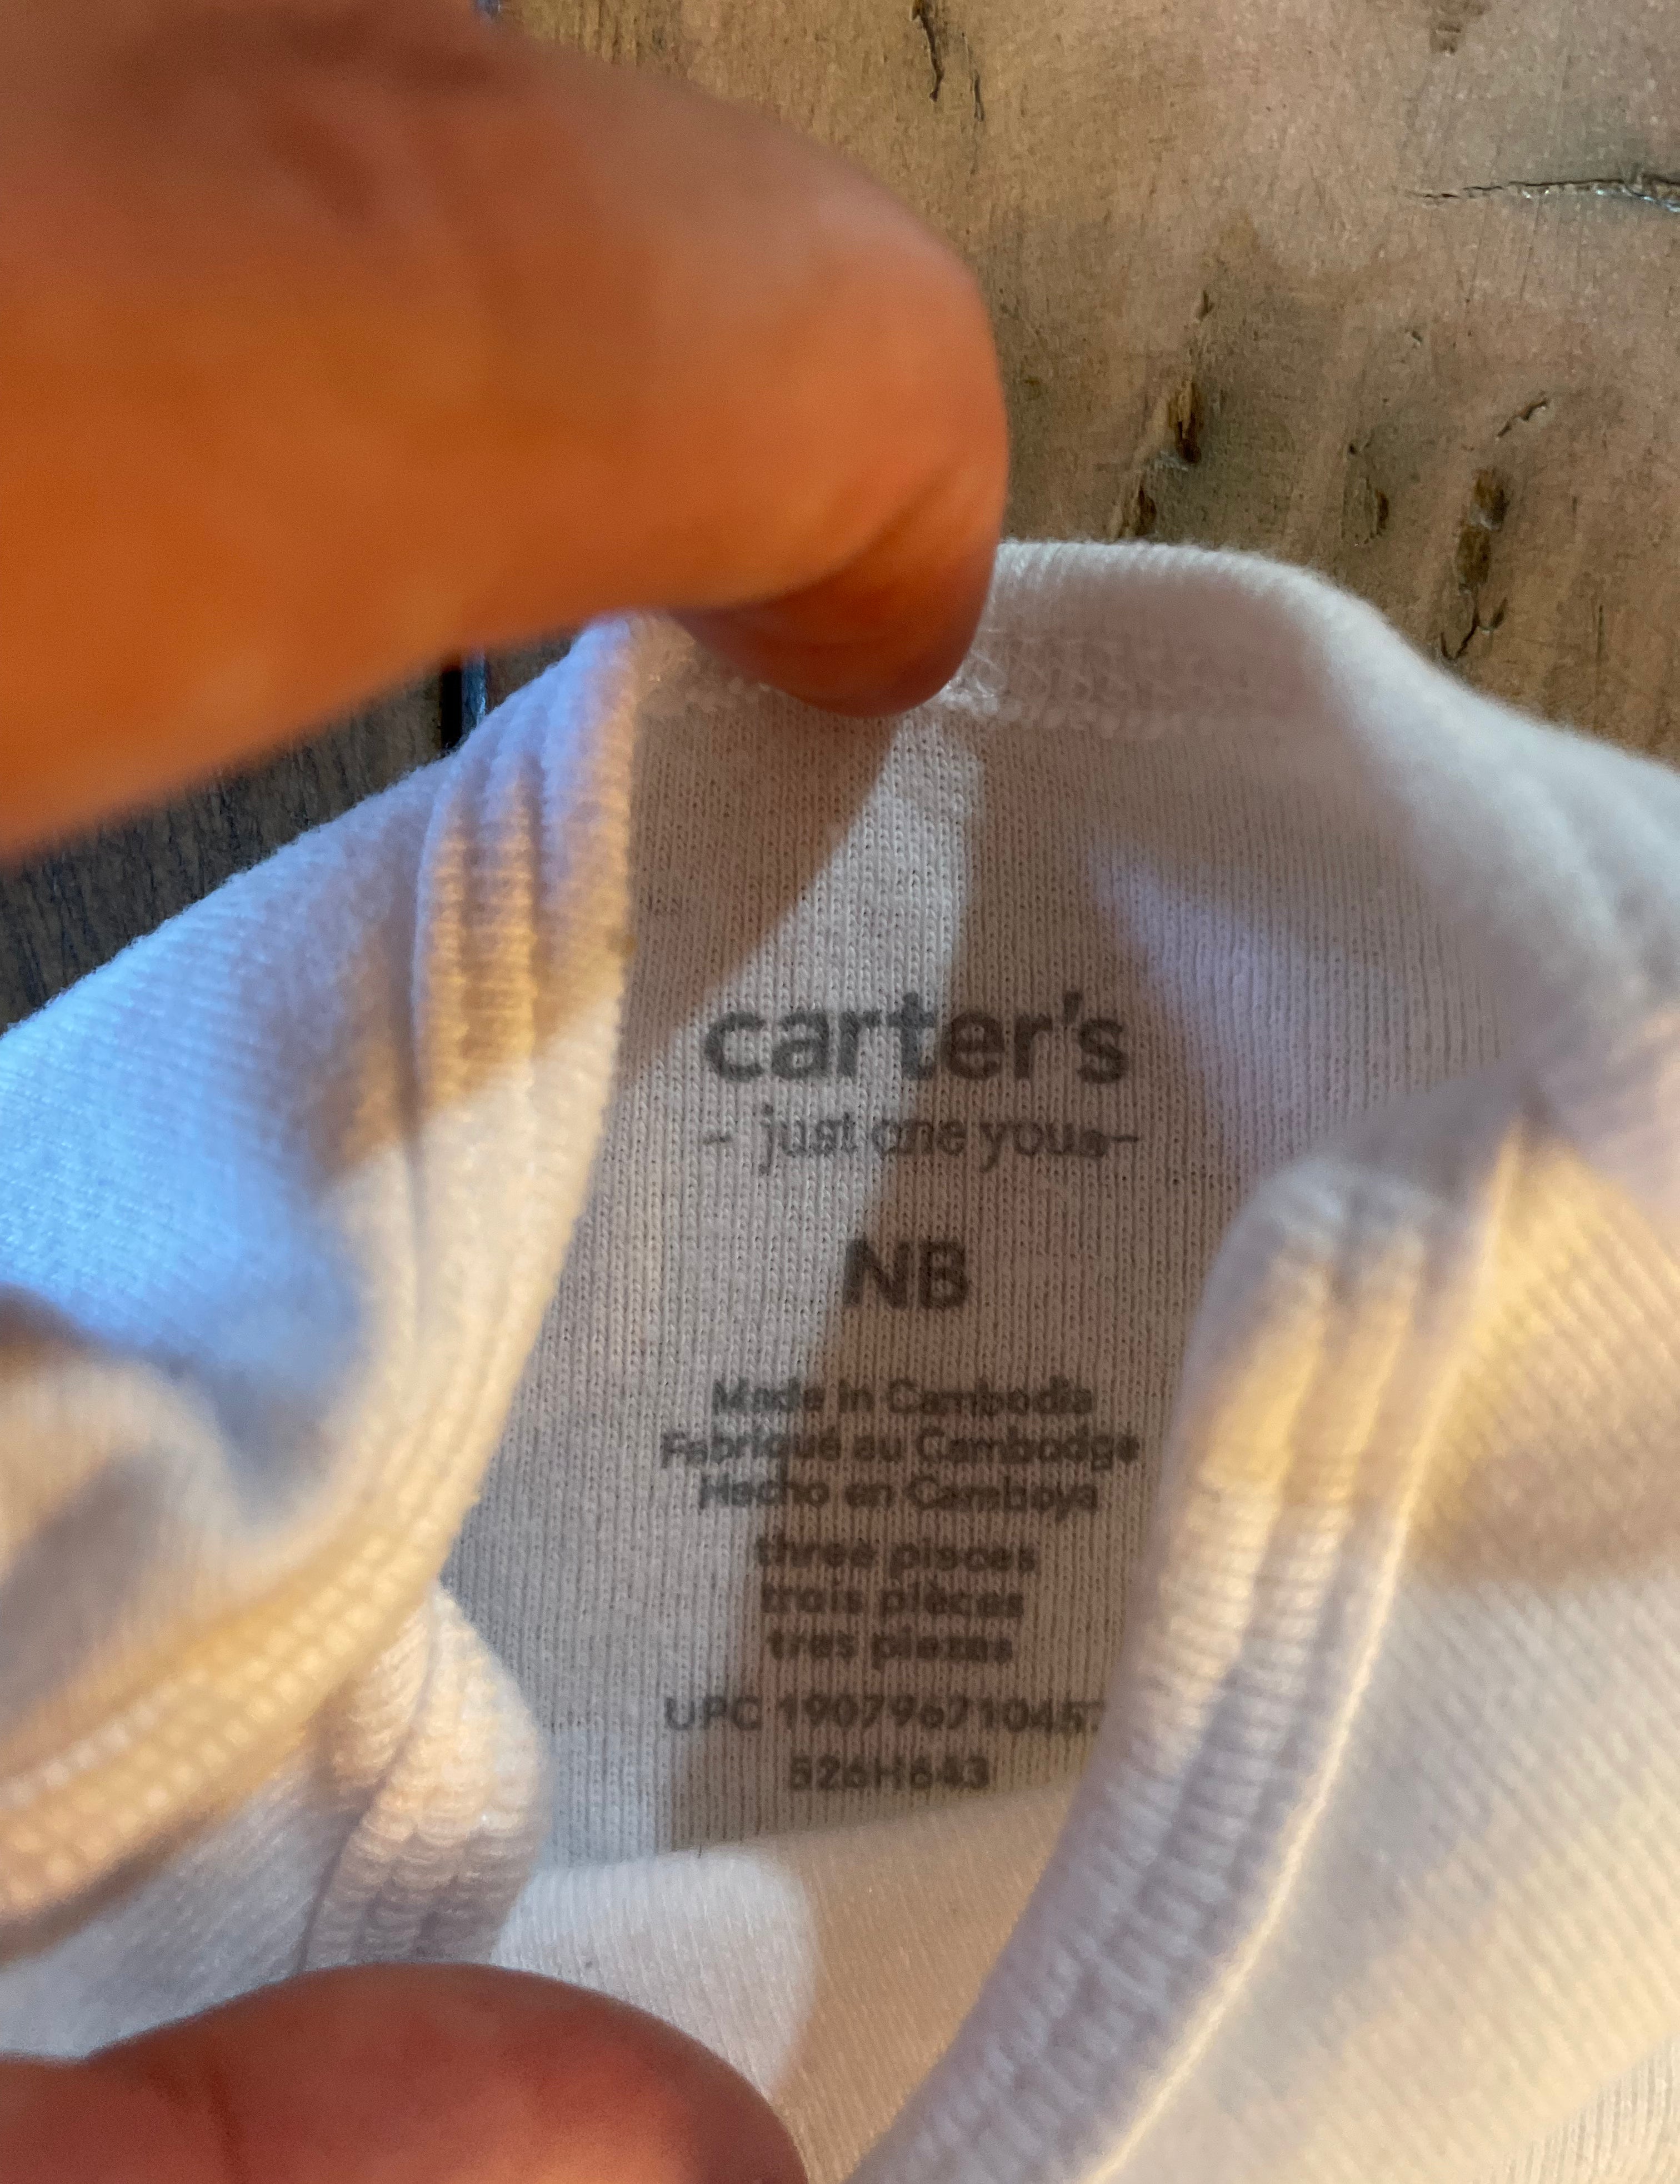 carter's
- just one you -
NB
Made in Cambodia
Fabriqué au Cambodge
Hecho en Camboya
three pieces
trois pièces
tres piezas
UPC
526H643